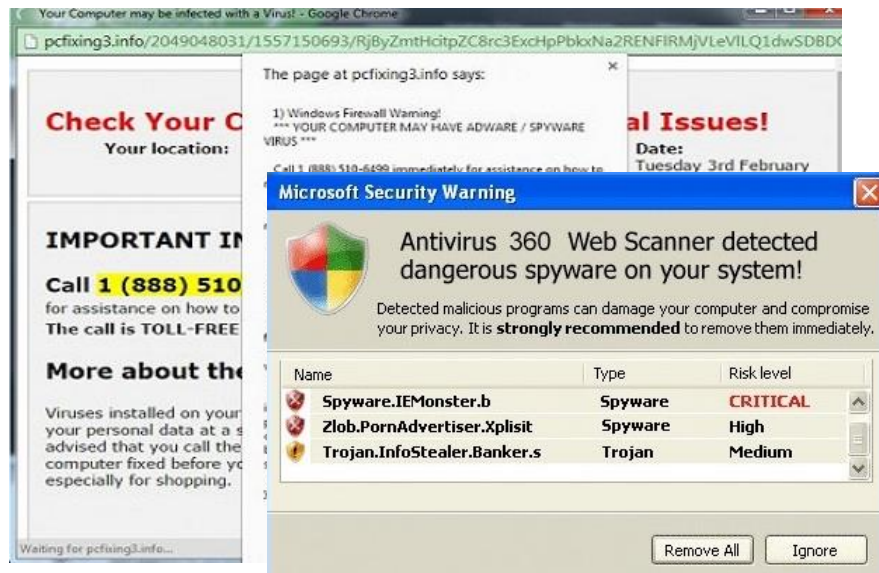 Your Computer may be infected with a Virus! - Google Chrome
pcfixing3.info/2049048031/1557150693/
The page at pcfixing3.info says:
1) Windows Firewall Warning!
*** YOUR COMPUTER MAY HAVE ADWARE / SPYWARE
VIRUS ***
Call 1 (888) 510-6499 immediately for assistance on how to
Check Your C
al Issues!
Your location:
Date:
Tuesday 3rd February
IMPORTANT IN
Call 1 (888) 510
for assistance on how to
The call is TOLL-FREE
More about the
Viruses installed on your
your personal data at a s
advised that you call the
computer fixed before yo
especially for shopping.
Waiting for pcfixing3.info...
Microsoft Security Warning
Antivirus 360 Web Scanner detected
dangerous spyware on your system!
Detected malicious programs can damage your computer and compromise
your privacy. It is strongly recommended to remove them immediately.
Name Type Risk level
Spyware.IEMonster.b Spyware CRITICAL
Zlob.PornAdvertiser.Xplisit Spyware High
Trojan.InfoStealer.Banker.s Trojan Medium
Remove All Ignore